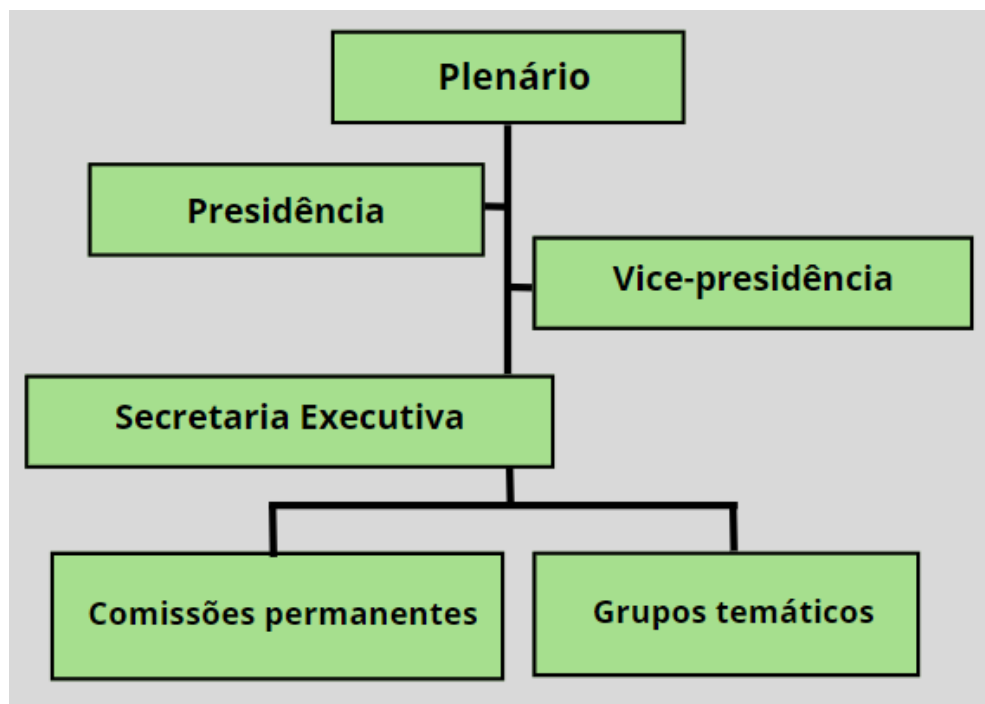 Plenário
Presidência
Vice-presidência
Secretaria Executiva
Comissões permanentes
Grupos temáticos